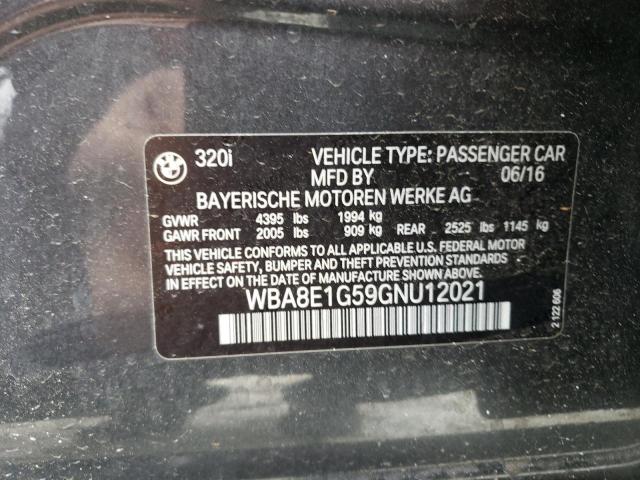 BMW 320i VEHICLE TYPE: PASSENGER CAR
MFD BY 06/16
BAYERISCHE MOTOREN WERKE AG
GVWR 4395 lbs 1994 kg
GAWR FRONT 2005 lbs 909 kg REAR 2525 lbs 1145 kg
THIS VEHICLE CONFORMS TO ALL APPLICABLE U.S. FEDERAL MOTOR
VEHICLE SAFETY, BUMPER AND THEFT PREVENTION STANDARDS
IN EFFECT ON THE DATE OF MANUFACTURE SHOWN ABOVE.
WBA8E1G59GNU12021
2 122 606